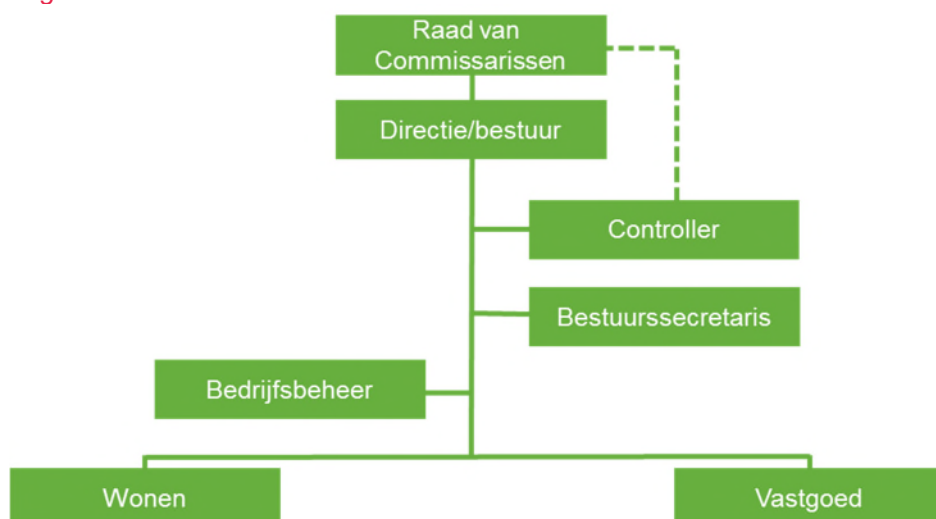 Raad van
Commissarissen
Directie/bestuur
Controller
Bestuurssecretaris
Bedrijfsbeheer
Wonen
Vastgoed